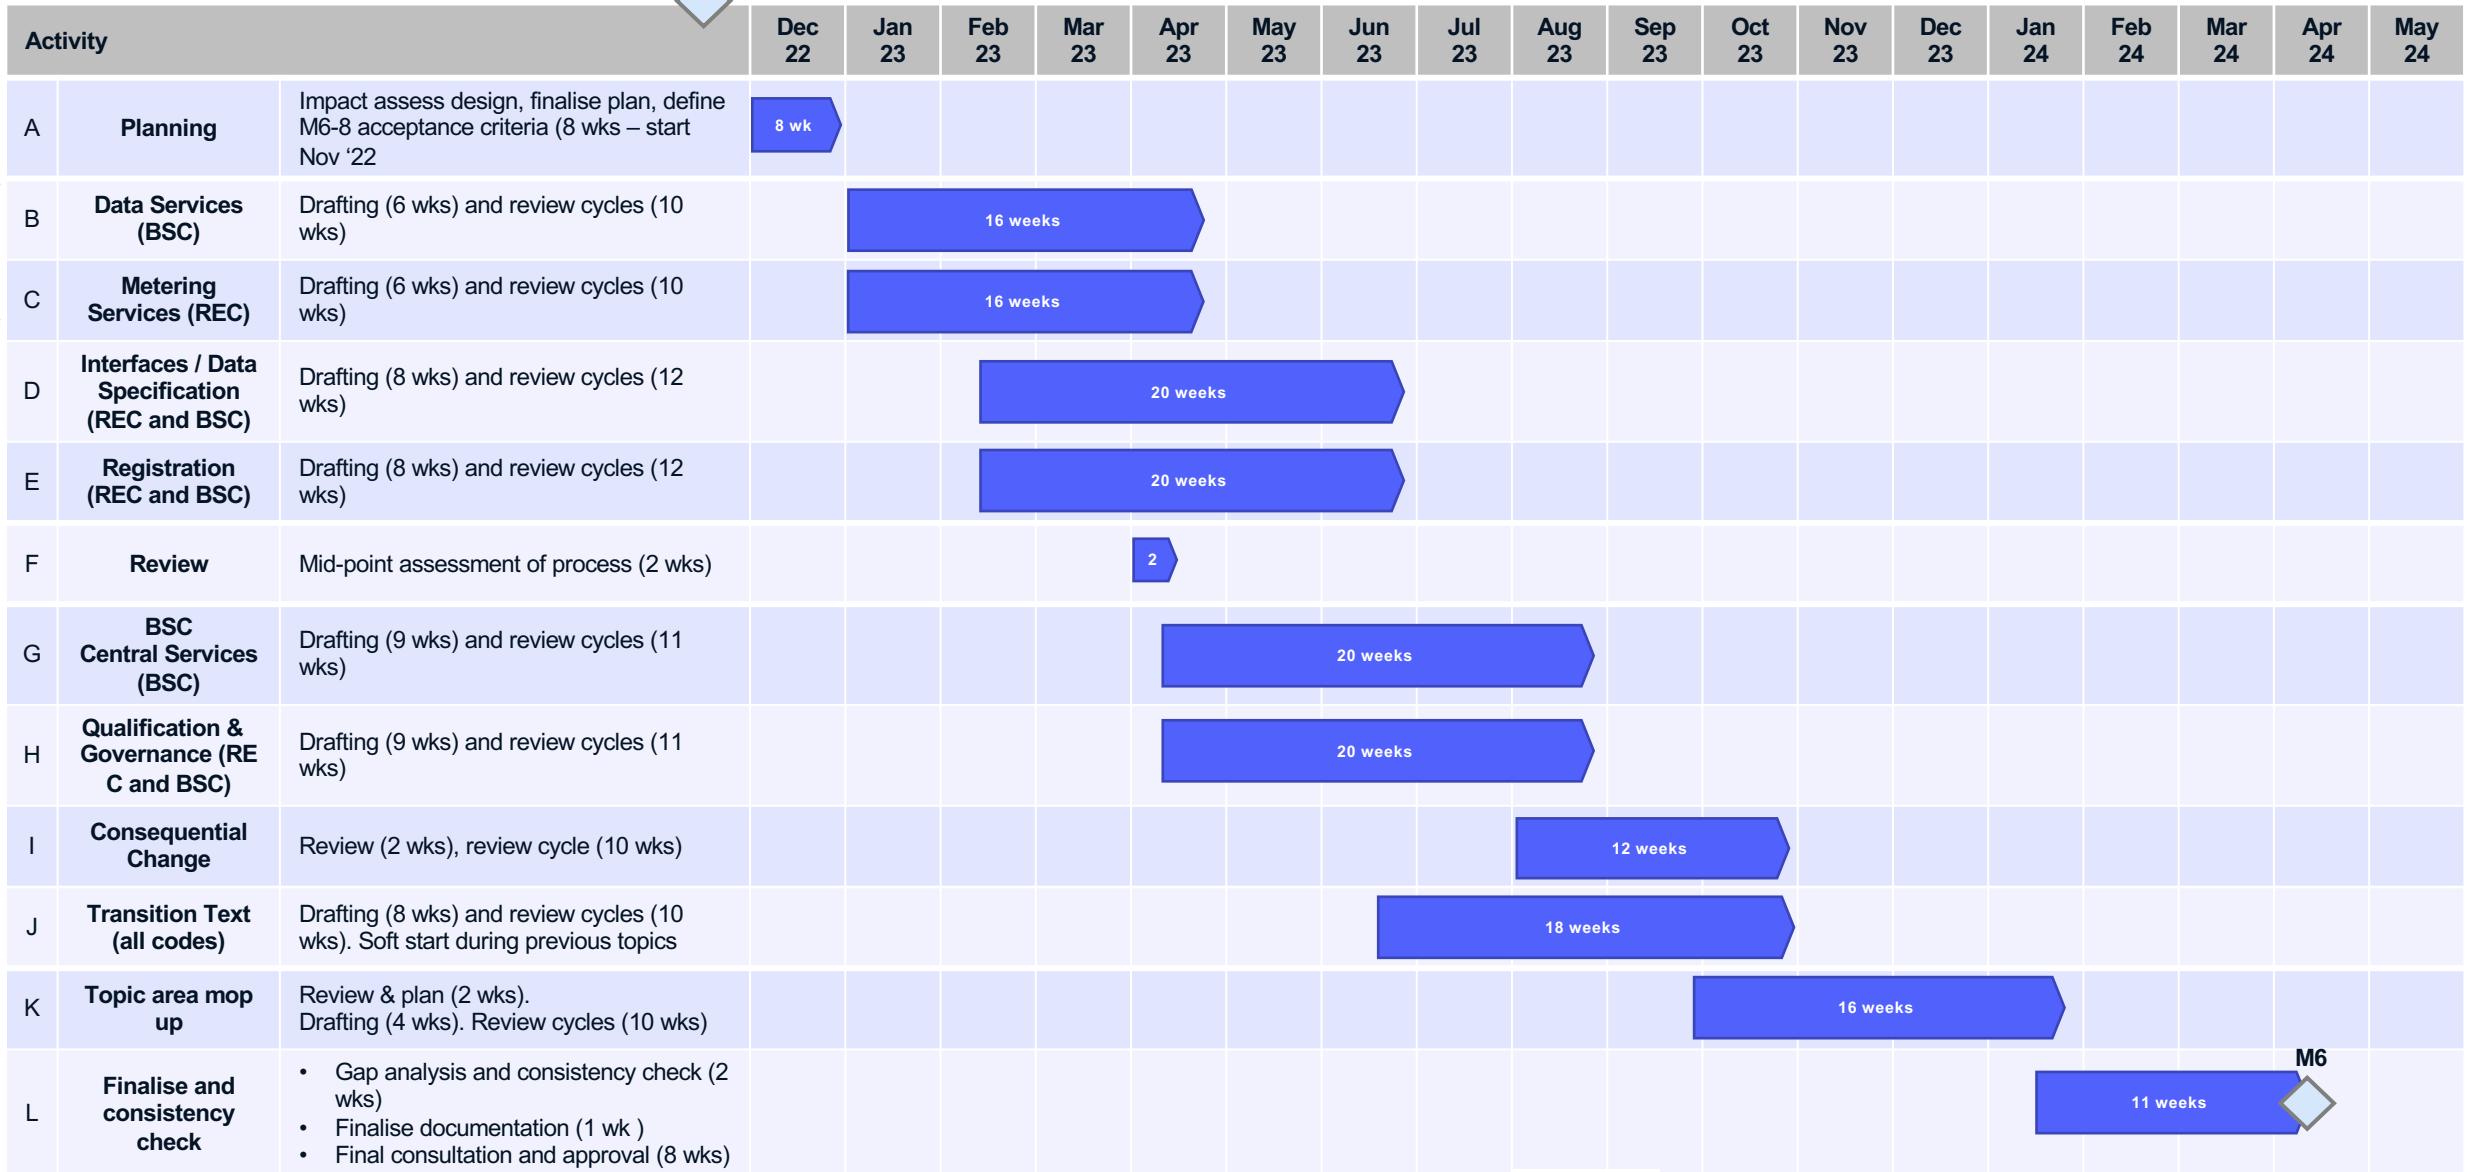 Activity
Dec
22
Jan
23
Feb
23
Mar
23
Apr
23
May
23
Jun
23
Jul
23
Aug
23
Sep
23
Oct
23
Nov
23
Dec
23
Jan
24
Feb
24
Mar
24
Apr
24
May
24
A
Planning
Impact assess design, finalise plan, define
M6-8 acceptance criteria (8 wks – start
Nov ‘22
8 wk
B
Data Services
(BSC)
Drafting (6 wks) and review cycles (10
wks)
16 weeks
C
Metering
Services (REC)
Drafting (6 wks) and review cycles (10
wks)
16 weeks
D
Interfaces / Data
Specification
(REC and BSC)
Drafting (8 wks) and review cycles (12
wks)
20 weeks
E
Registration
(REC and BSC)
Drafting (8 wks) and review cycles (12
wks)
20 weeks
F
Review
Mid-point assessment of process (2 wks)
2
G
BSC
Central Services
(BSC)
Drafting (9 wks) and review cycles (11
wks)
20 weeks
H
Qualification &
Governance (RE
C and BSC)
Drafting (9 wks) and review cycles (11
wks)
20 weeks
I
Consequential
Change
Review (2 wks), review cycle (10 wks)
12 weeks
J
Transition Text
(all codes)
Drafting (8 wks) and review cycles (10
wks). Soft start during previous topics
18 weeks
K
Topic area mop
up
Review & plan (2 wks).
Drafting (4 wks). Review cycles (10 wks)
16 weeks
L
Finalise and
consistency
check
• Gap analysis and consistency check (2
wks)
• Finalise documentation (1 wk )
• Final consultation and approval (8 wks)
11 weeks
M6